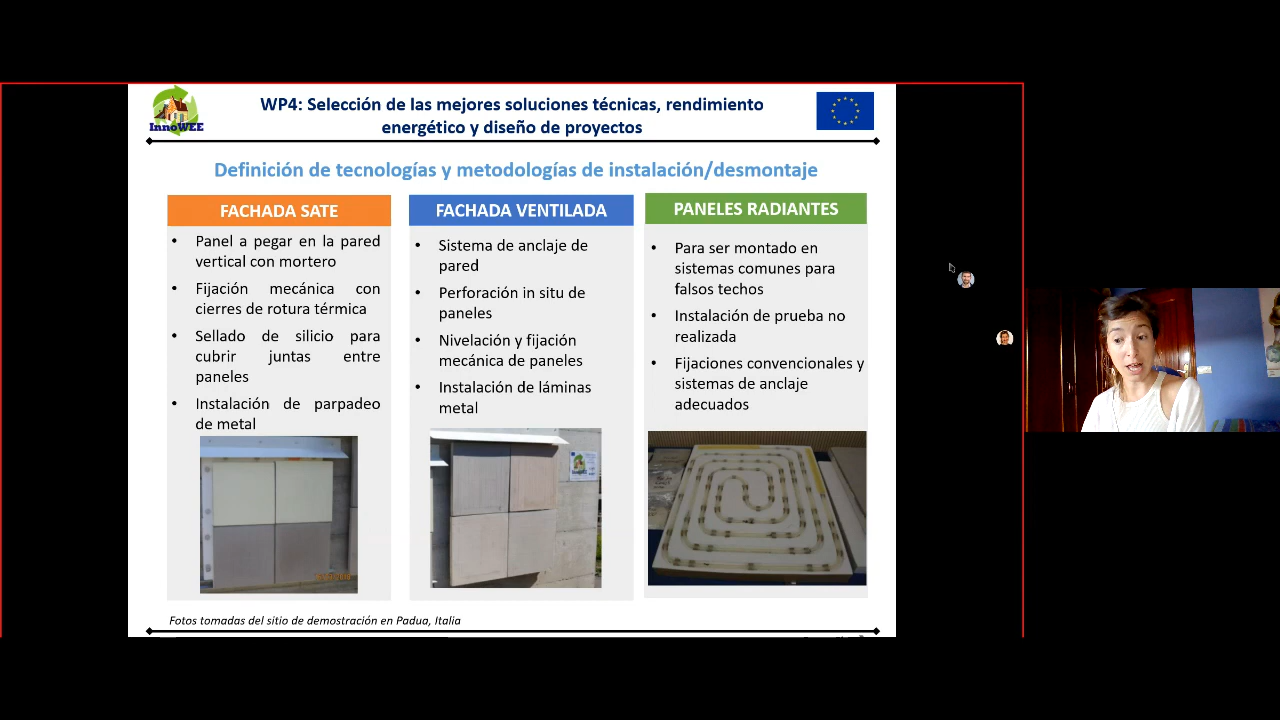 InnoWEE
WP4: Selección de las mejores soluciones técnicas, rendimiento
energético y diseño de proyectos
Definición de tecnologías y metodologías de instalación/desmontaje
FACHADA SATE
• Panel a pegar en la pared
vertical con mortero
• Fijación mecánica con
cierres de rotura térmica
• Sellado de silicio para
cubrir juntas entre
paneles
• Instalación de parpadeo
de metal
FACHADA VENTILADA
• Sistema de anclaje de
pared
• Perforación in situ de
paneles
• Nivelación y fijación
mecánica de paneles
• Instalación de láminas
metal
PANELES RADIANTES
• Para ser montado en
sistemas comunes para
falsos techos
• Instalación de prueba no
realizada
• Fijaciones convencionales y
sistemas de anclaje
adecuados
Fotos tomadas del sitio de demostración en Padua, Italia